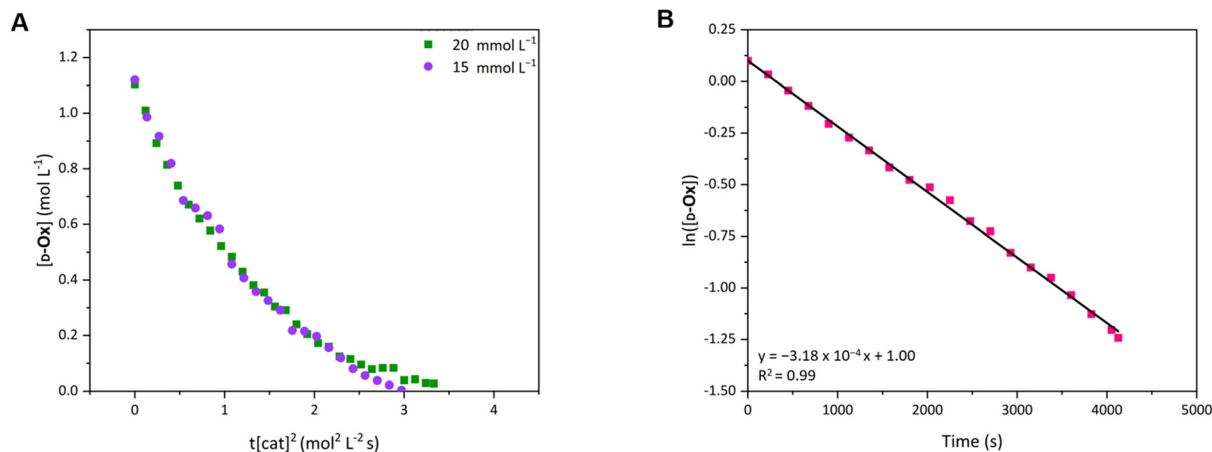 A
1.2
1.0
0.8
0.6
0.4
0.2
0.0
[ᴅ-Ox] (mol L⁻¹)
20 mmol L⁻¹
15 mmol L⁻¹
0 1 2 3 4
t[cat]² (mol² L⁻² s)
B
0.25
0.00
-0.25
-0.50
-0.75
-1.00
-1.25
-1.50
ln([ᴅ-Ox])
y = −3.18 x 10⁻⁴ x + 1.00
R² = 0.99
0 1000 2000 3000 4000 5000
Time (s)